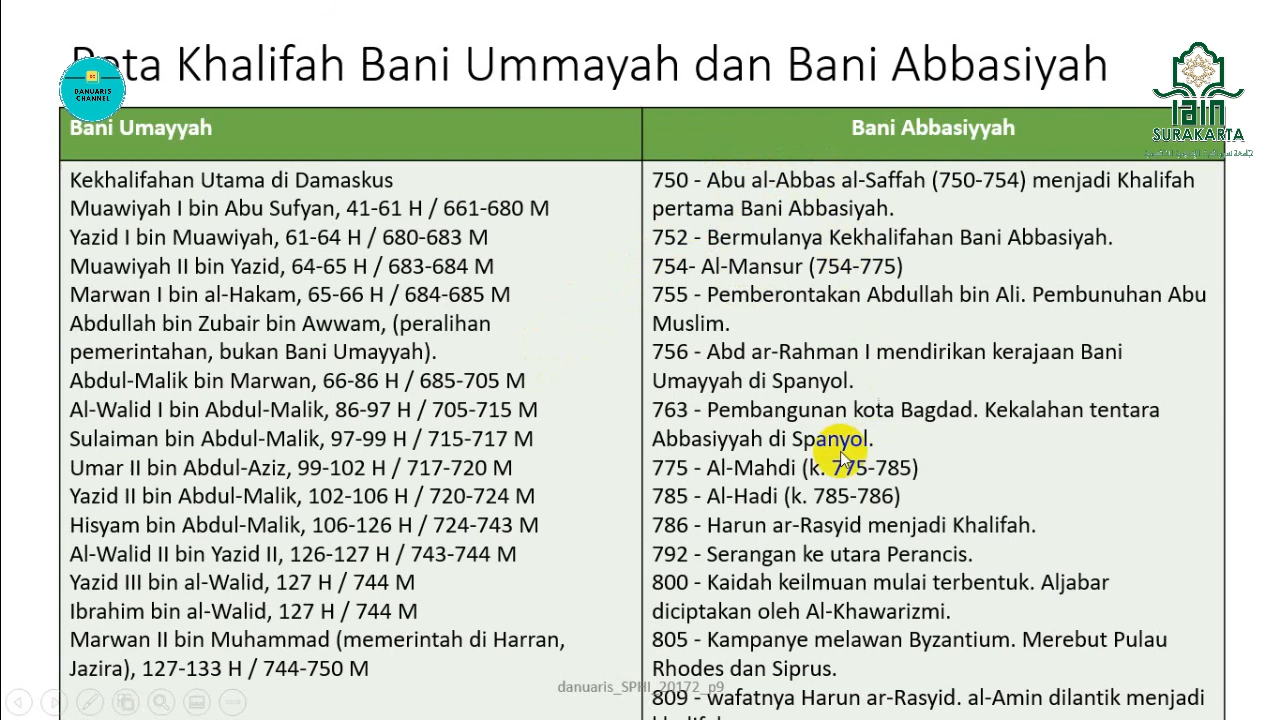 Peta Khalifah Bani Ummayah dan Bani Abbasiyah
DANUARIS
CHANNEL
iain
SURAKARTA
Bani Umayyah
Bani Abbasiyyah
Kekhalifahan Utama di Damaskus
Muawiyah I bin Abu Sufyan, 41-61 H / 661-680 M
Yazid I bin Muawiyah, 61-64 H / 680-683 M
Muawiyah II bin Yazid, 64-65 H / 683-684 M
Marwan I bin al-Hakam, 65-66 H / 684-685 M
Abdullah bin Zubair bin Awwam, (peralihan
pemerintahan, bukan Bani Umayyah).
Abdul-Malik bin Marwan, 66-86 H / 685-705 M
Al-Walid I bin Abdul-Malik, 86-97 H / 705-715 M
Sulaiman bin Abdul-Malik, 97-99 H / 715-717 M
Umar II bin Abdul-Aziz, 99-102 H / 717-720 M
Yazid II bin Abdul-Malik, 102-106 H / 720-724 M
Hisyam bin Abdul-Malik, 106-126 H / 724-743 M
Al-Walid II bin Yazid II, 126-127 H / 743-744 M
Yazid III bin al-Walid, 127 H / 744 M
Ibrahim bin al-Walid, 127 H / 744 M
Marwan II bin Muhammad (memerintah di Harran,
Jazira), 127-133 H / 744-750 M
750 - Abu al-Abbas al-Saffah (750-754) menjadi Khalifah
pertama Bani Abbasiyah.
752 - Bermulanya Kekhalifahan Bani Abbasiyah.
754- Al-Mansur (754-775)
755 - Pemberontakan Abdullah bin Ali. Pembunuhan Abu
Muslim.
756 - Abd ar-Rahman I mendirikan kerajaan Bani
Umayyah di Spanyol.
763 - Pembangunan kota Bagdad. Kekalahan tentara
Abbasiyyah di Spanyol.
775 - Al-Mahdi (k. 775-785)
785 - Al-Hadi (k. 785-786)
786 - Harun ar-Rasyid menjadi Khalifah.
792 - Serangan ke utara Perancis.
800 - Kaidah keilmuan mulai terbentuk. Aljabar
diciptakan oleh Al-Khawarizmi.
805 - Kampanye melawan Byzantium. Merebut Pulau
Rhodes dan Siprus.
809 - wafatnya Harun ar-Rasyid. al-Amin dilantik menjadi
danuaris_SPHI_20172_p9